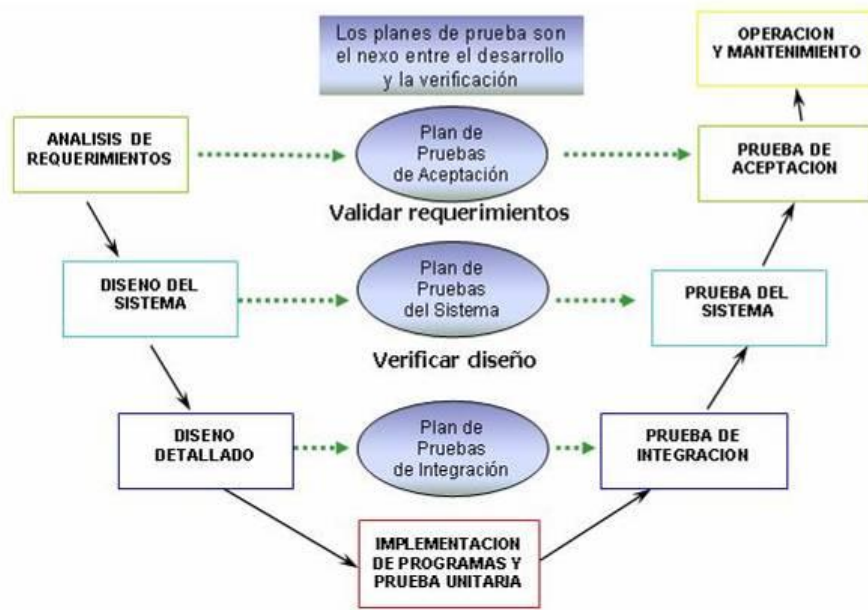 Los planes de prueba son
el nexo entre el desarrollo
y la verificación
OPERACION
Y MANTENIMIENTO
ANALISIS DE
REQUERIMIENTOS
Plan de
Pruebas
de Aceptación
PRUEBA DE
ACEPTACION
Validar requerimientos
DISENO DEL
SISTEMA
Plan de
Pruebas
del Sistema
PRUEBA DEL
SISTEMA
Verificar diseño
DISENO
DETALLADO
Plan de
Pruebas
de Integración
PRUEBA DE
INTEGRACION
IMPLEMENTACION
DE PROGRAMAS Y
PRUEBA UNITARIA